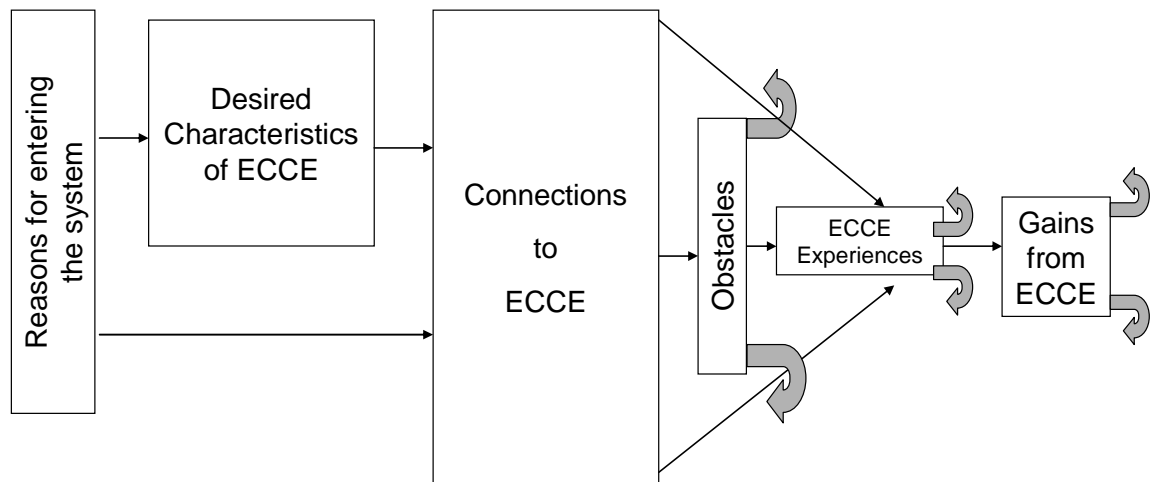 Reasons for entering
the system
Desired
Characteristics
of ECCE
Connections
to
ECCE
Obstacles
ECCE
Experiences
Gains
from
ECCE